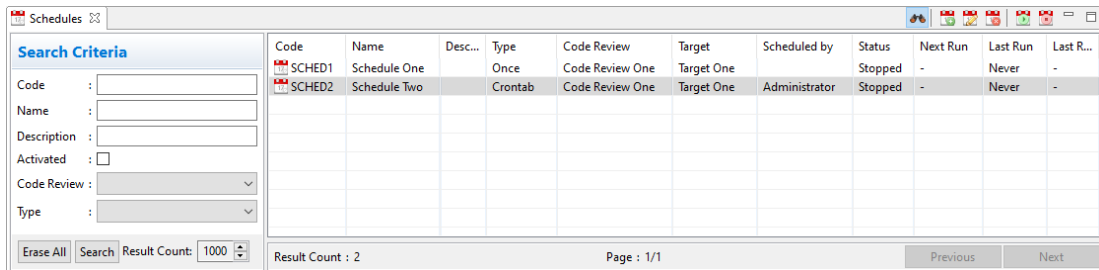 Schedules
Search Criteria
Code :
Name :
Description :
Activated :
Code Review :
Type :
Erase All Search Result Count: 1000
Code Name Desc... Type Code Review Target Scheduled by Status Next Run Last Run Last R...
SCHED1 Schedule One Once Code Review One Target One Stopped - Never -
SCHED2 Schedule Two Crontab Code Review One Target One Administrator Stopped - Never -
Result Count : 2 Page : 1/1 Previous Next